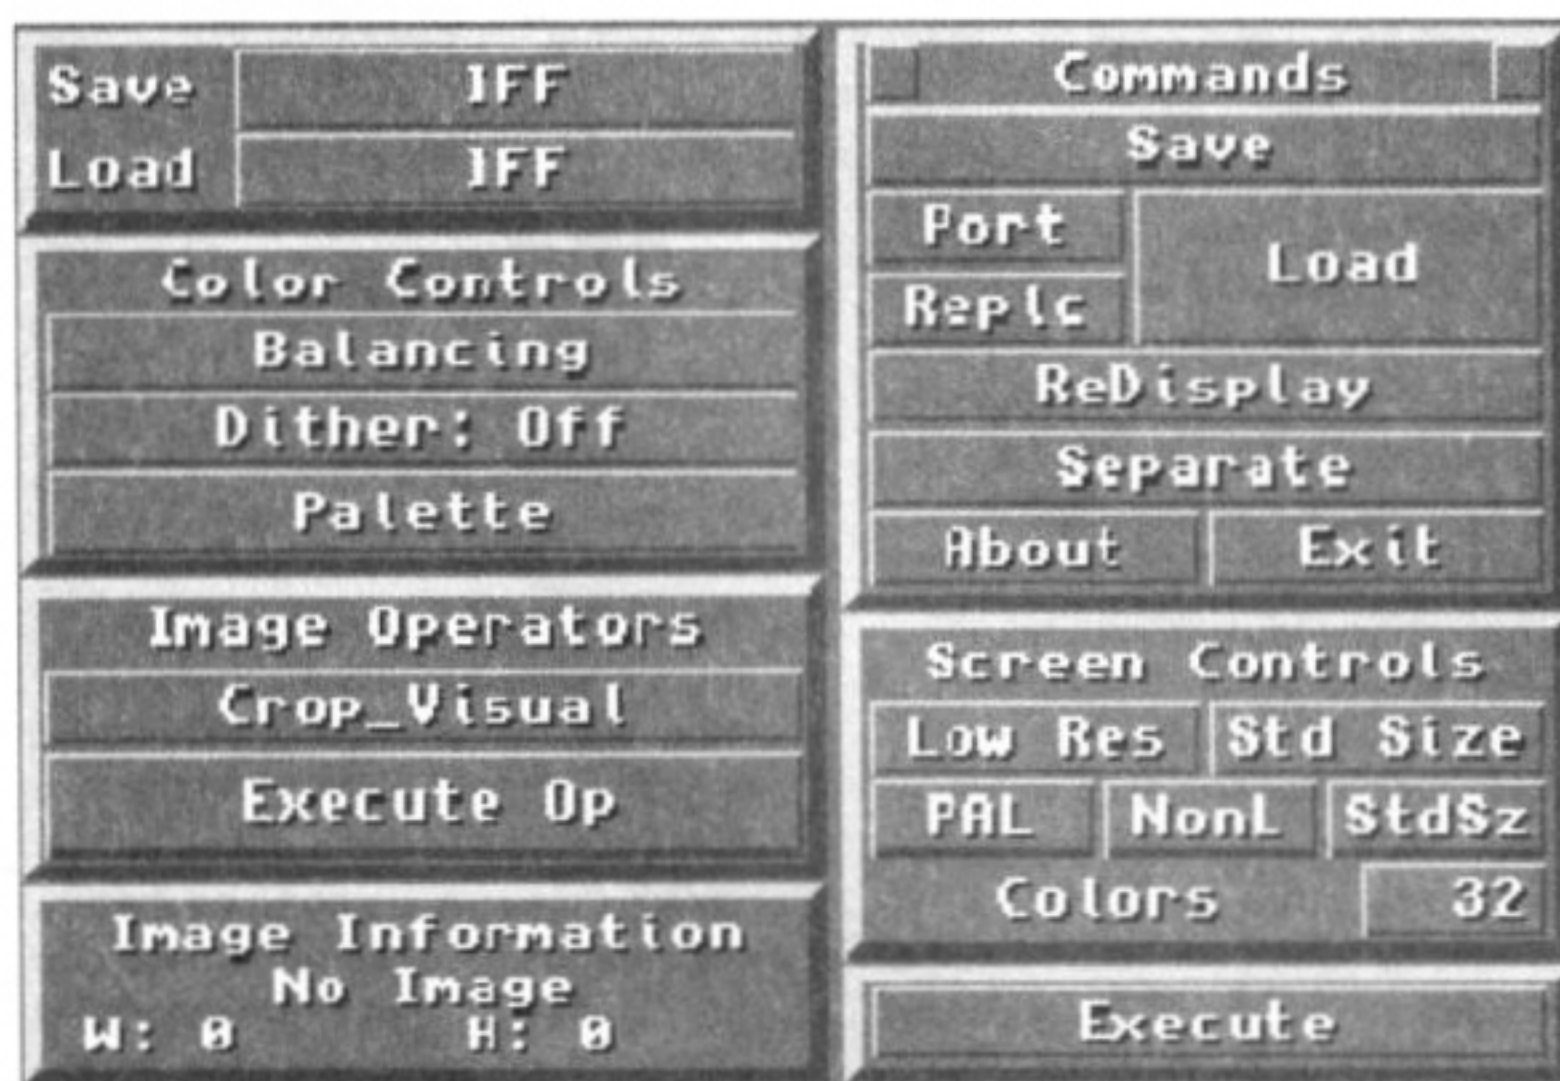 Save IFF
Load IFF
Color Controls
Balancing
Dither: Off
Palette
Image Operators
Crop_Visual
Execute Op
Image Information
No Image
W: 0 H: 0
Commands
Save
Port
Replc
Load
ReDisplay
Separate
About Exit
Screen Controls
Low Res Std Size
PAL NonL StdSz
Colors 32
Execute